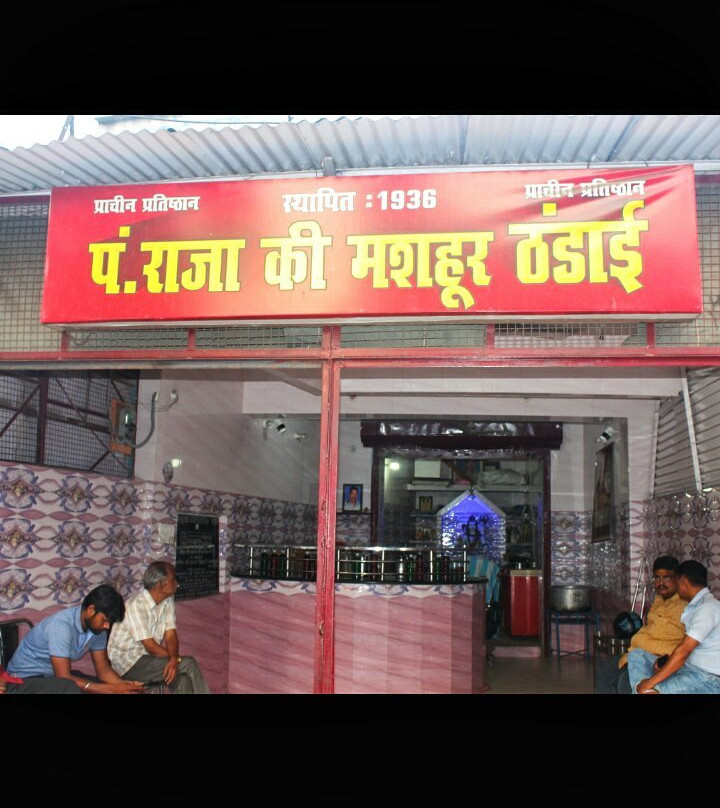 प्राचीन प्रतिष्ठान स्थापित : 1936 प्राचीन प्रतिष्ठान
पं. राजा की मशहूर ठंडाई